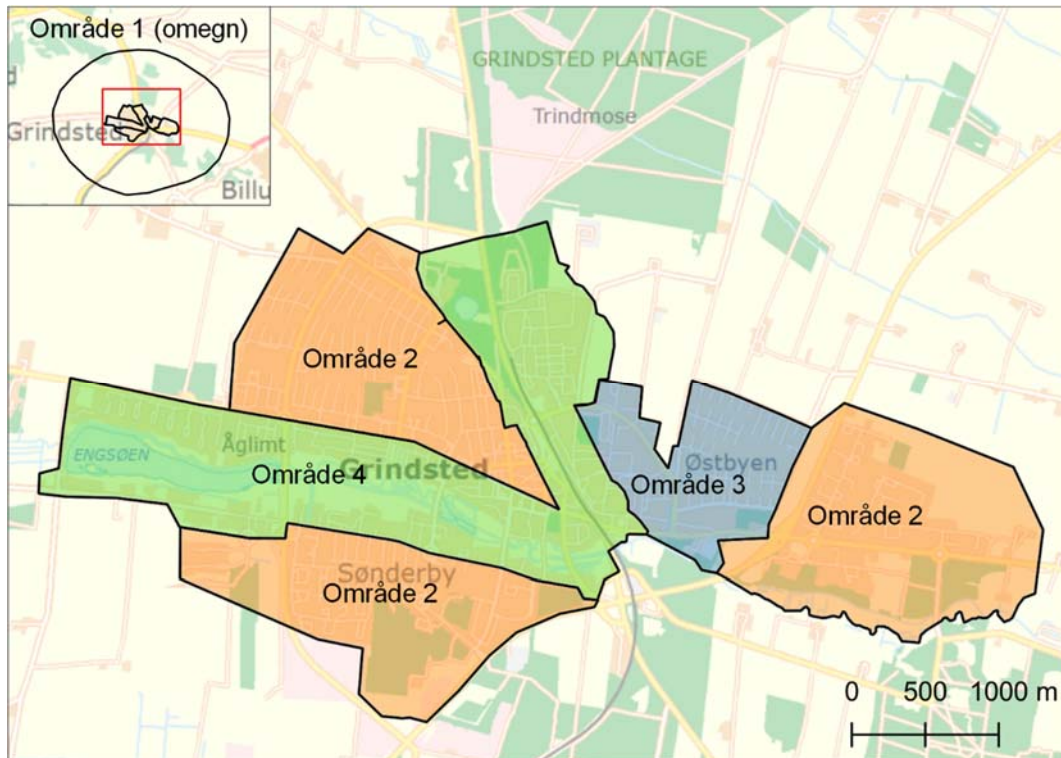 Område 1 (omegn)
Grindsted
Billu
GRINDSTED PLANTAGE
Trindmose
Område 2
Åglimt
ENGSØEN
Område 4
Grindsted
Østbyen
Område 3
Område 2
Sønderby
Område 2
0 500 1000 m